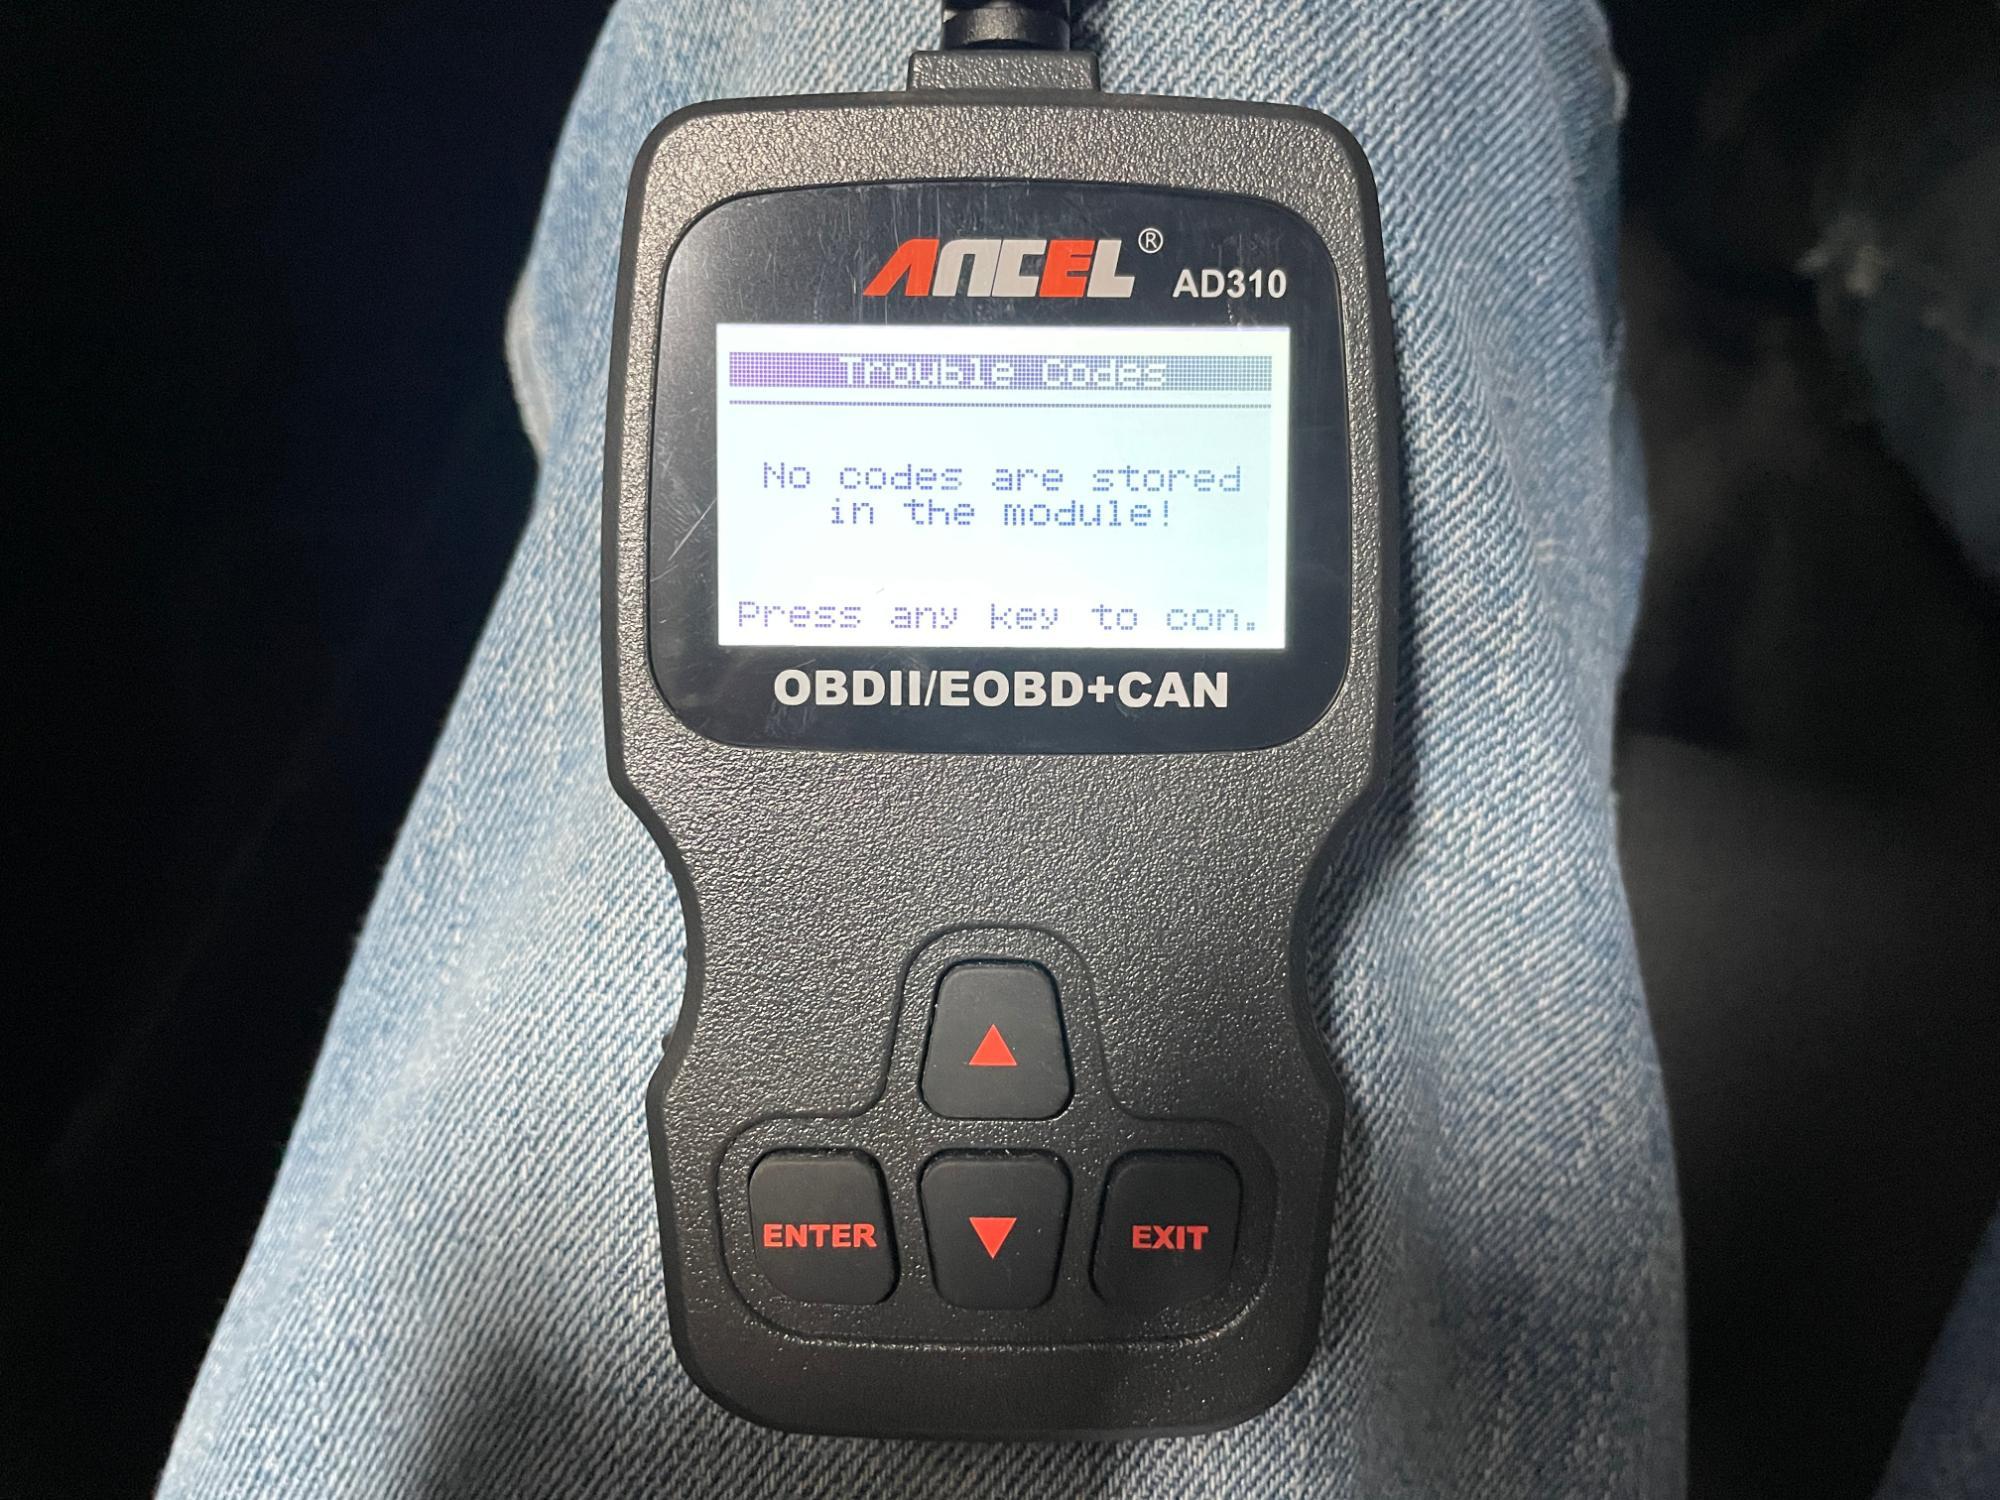 ANCEL® AD310
Trouble Codes
No codes are stored
in the module!
Press any key to con.
OBDII/EOBD+CAN
ENTER
EXIT